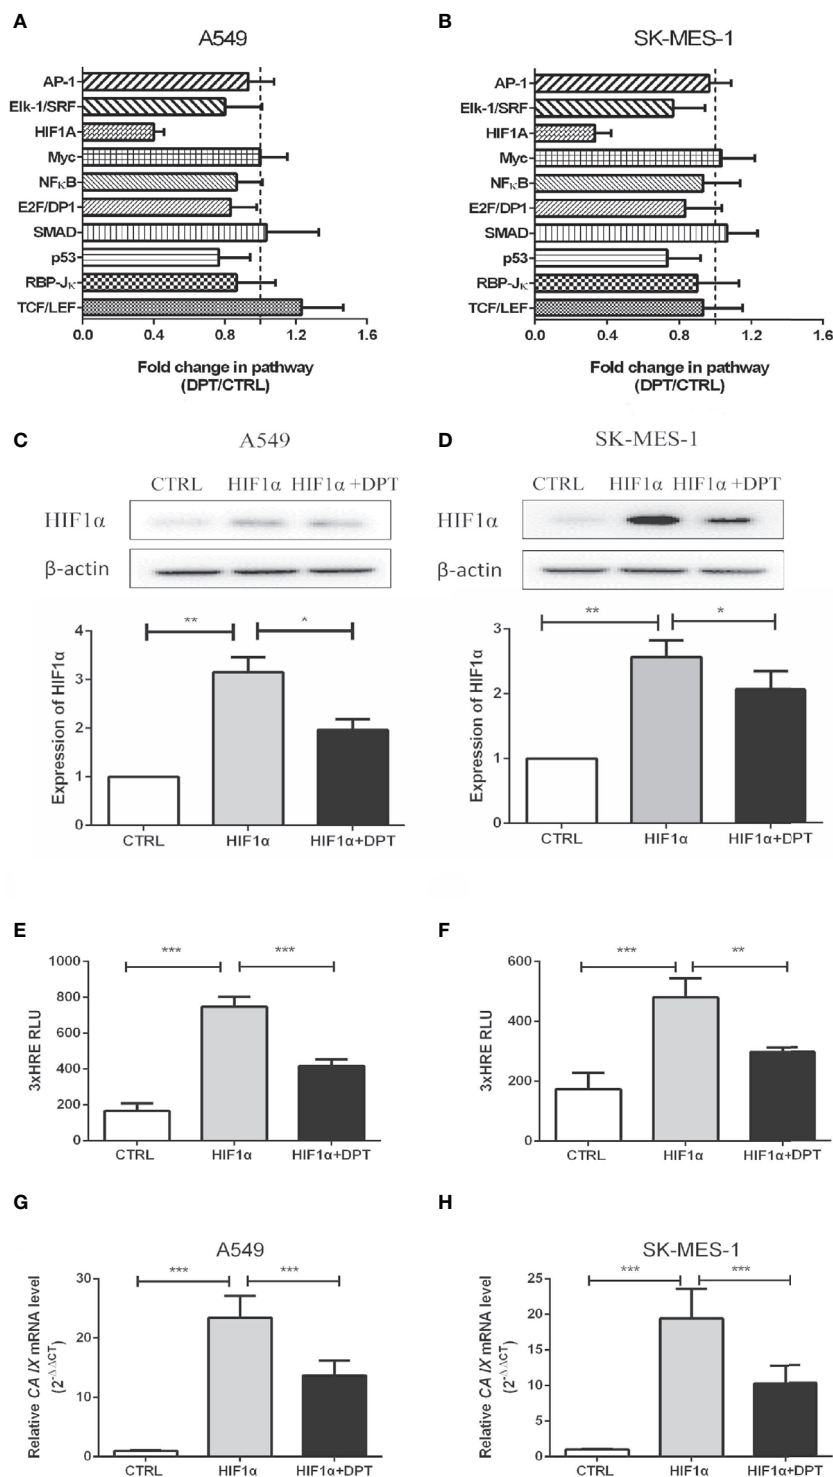 A
A549
AP-1
Elk-1/SRF
HIF1A
Myc
NFκB
E2F/DP1
SMAD
p53
RBP-Jκ
TCF/LEF
0.0 0.4 0.8 1.2 1.6
Fold change in pathway
(DPT/CTRL)
B
SK-MES-1
AP-1
Elk-1/SRF
HIF1A
Myc
NFκB
E2F/DP1
SMAD
p53
RBP-Jκ
TCF/LEF
0.0 0.4 0.8 1.2 1.6
Fold change in pathway
(DPT/CTRL)
C
A549
CTRL HIF1α HIF1α +DPT
HIF1α
β-actin
** *
4
3
2
1
0
Expression of HIF1α
CTRL HIF1α HIF1α+DPT
D
SK-MES-1
CTRL HIF1α HIF1α +DPT
HIF1α
β-actin
** *
3
2
1
0
Expression of HIF1α
CTRL HIF1α HIF1α+DPT
E
*** ***
1000
800
600
400
200
0
3xHRE RLU
CTRL HIF1α HIF1α+DPT
F
*** **
600
400
200
0
3xHRE RLU
CTRL HIF1α HIF1α+DPT
G
A549
*** ***
30
20
10
0
Relative CA IX mRNA level
(2^-ΔΔCT)
CTRL HIF1α HIF1α+DPT
H
SK-MES-1
*** ***
25
20
15
10
5
0
Relative CA IX mRNA level
(2^-ΔΔCT)
CTRL HIF1α HIF1α+DPT